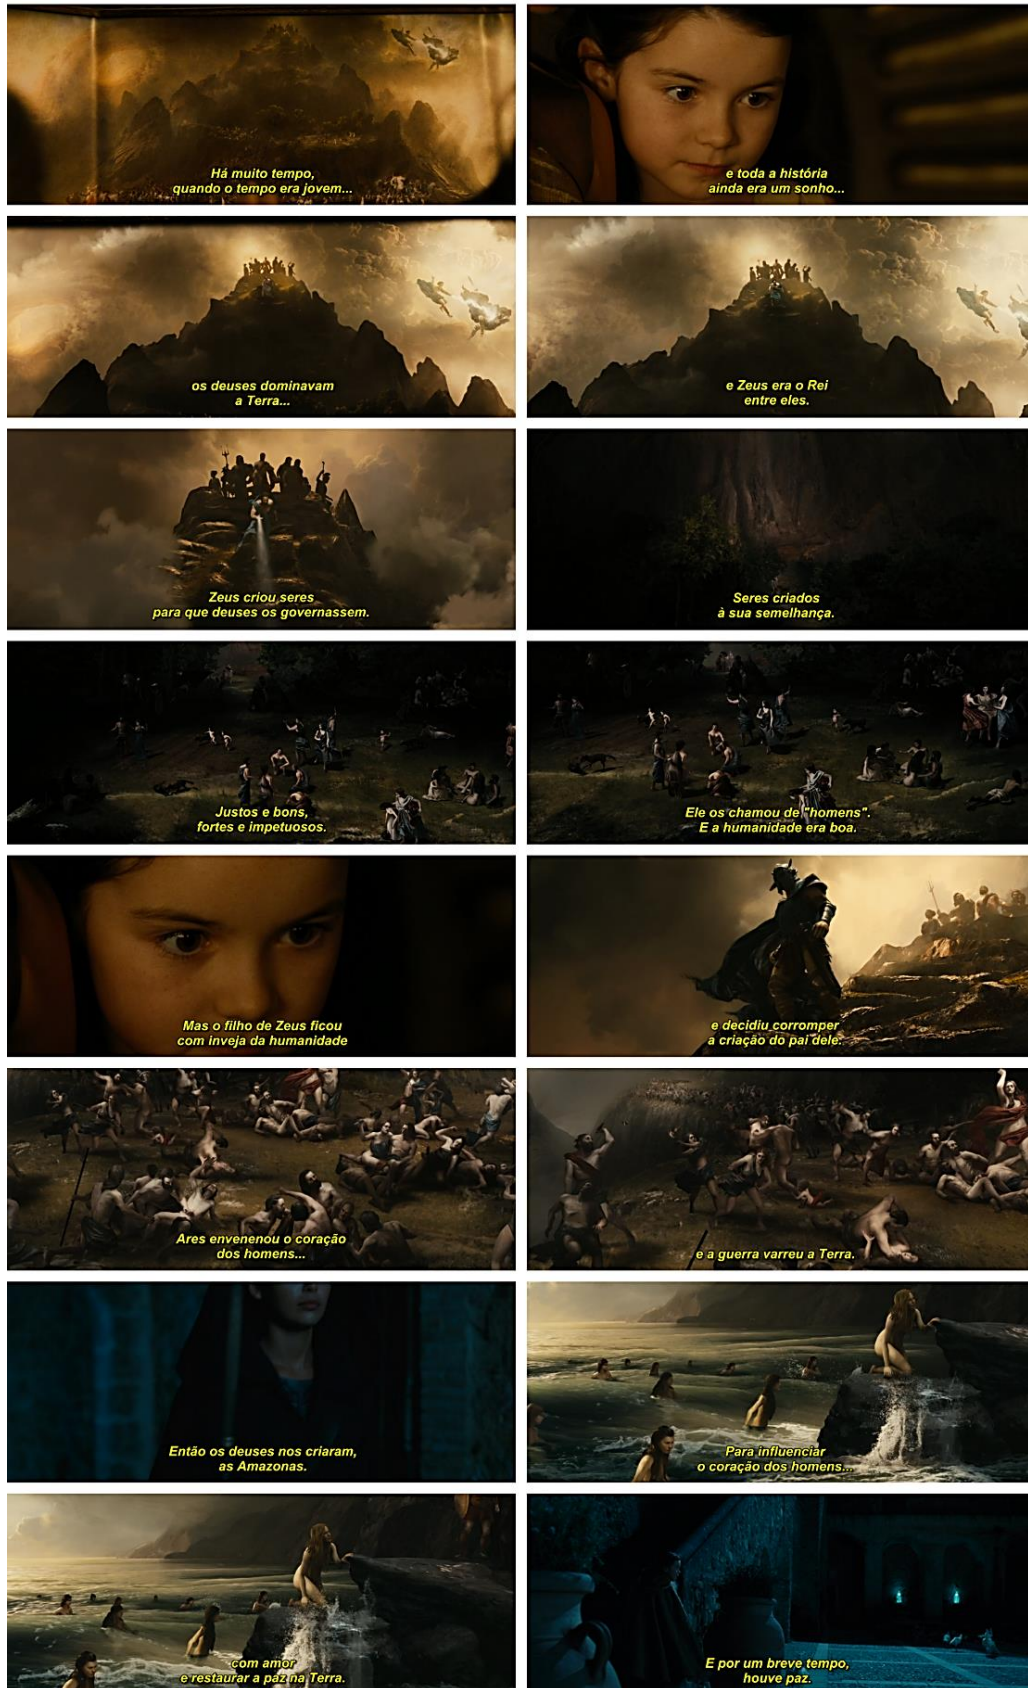 Há muito tempo,
quando o tempo era jovem...
e toda a história
ainda era um sonho...
os deuses dominavam
a Terra...
e Zeus era o Rei
entre eles.
Zeus criou seres
para que deuses os governassem.
Seres criados
à sua semelhança.
Justos e bons,
fortes e impetuosos.
Ele os chamou de "homens".
E a humanidade era boa.
Mas o filho de Zeus ficou
com inveja da humanidade
e decidiu corromper
a criação do pai dele.
Ares envenenou o coração
dos homens...
e a guerra varreu a Terra.
Então os deuses nos criaram,
as Amazonas.
Para influenciar
o coração dos homens...
com amor
e restaurar a paz na Terra.
E por um breve tempo,
houve paz.